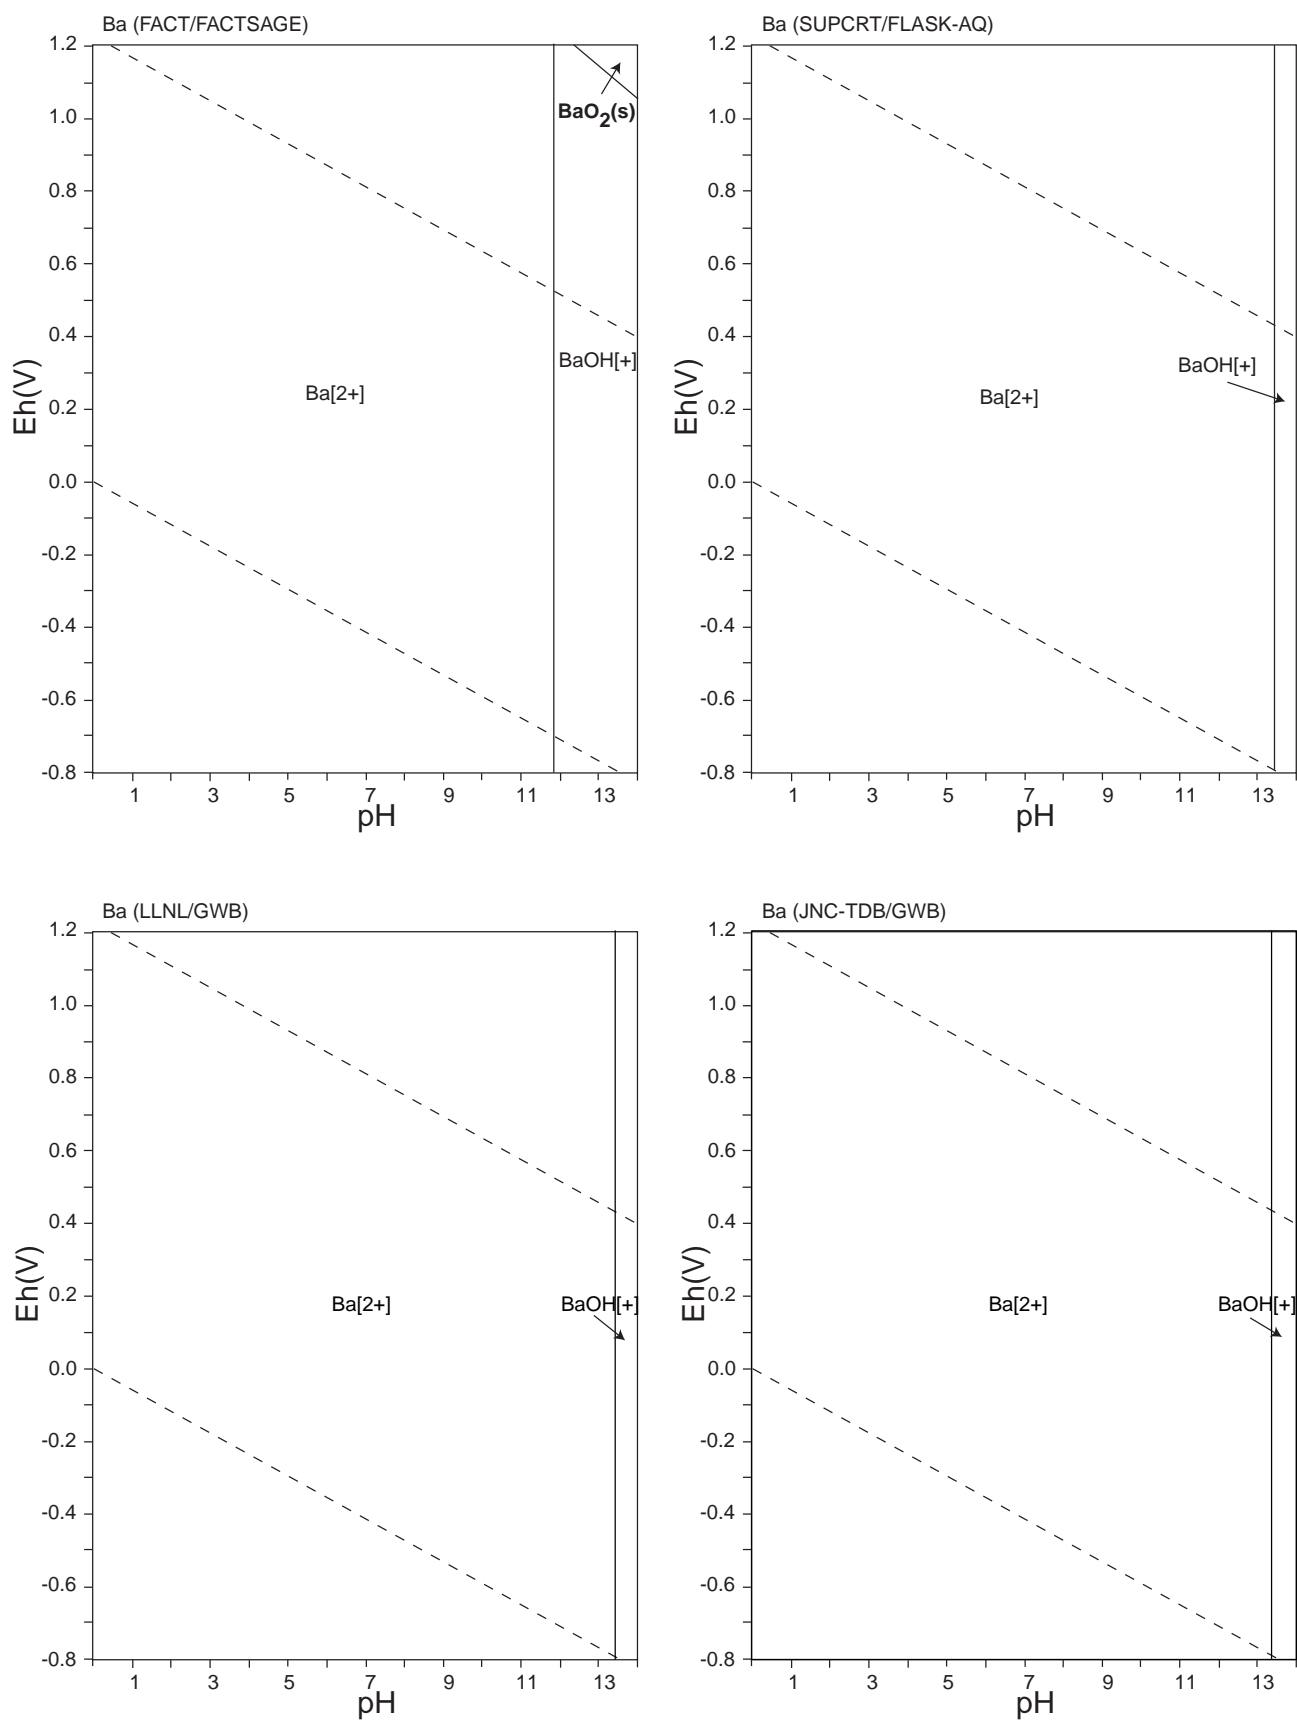 Ba (FACT/FACTSAGE)
1.2
1.0
0.8
0.6
0.4
0.2
0.0
-0.2
-0.4
-0.6
-0.8
Eh(V)
BaO2(s)
BaOH[+]
Ba[2+]
1 3 5 7 9 11 13
pH
Ba (SUPCRT/FLASK-AQ)
1.2
1.0
0.8
0.6
0.4
0.2
0.0
-0.2
-0.4
-0.6
-0.8
Eh(V)
BaOH[+]
Ba[2+]
1 3 5 7 9 11 13
pH
Ba (LLNL/GWB)
1.2
1.0
0.8
0.6
0.4
0.2
0.0
-0.2
-0.4
-0.6
-0.8
Eh(V)
Ba[2+]
BaOH[+]
1 3 5 7 9 11 13
pH
Ba (JNC-TDB/GWB)
1.2
1.0
0.8
0.6
0.4
0.2
0.0
-0.2
-0.4
-0.6
-0.8
Eh(V)
Ba[2+]
BaOH[+]
1 3 5 7 9 11 13
pH